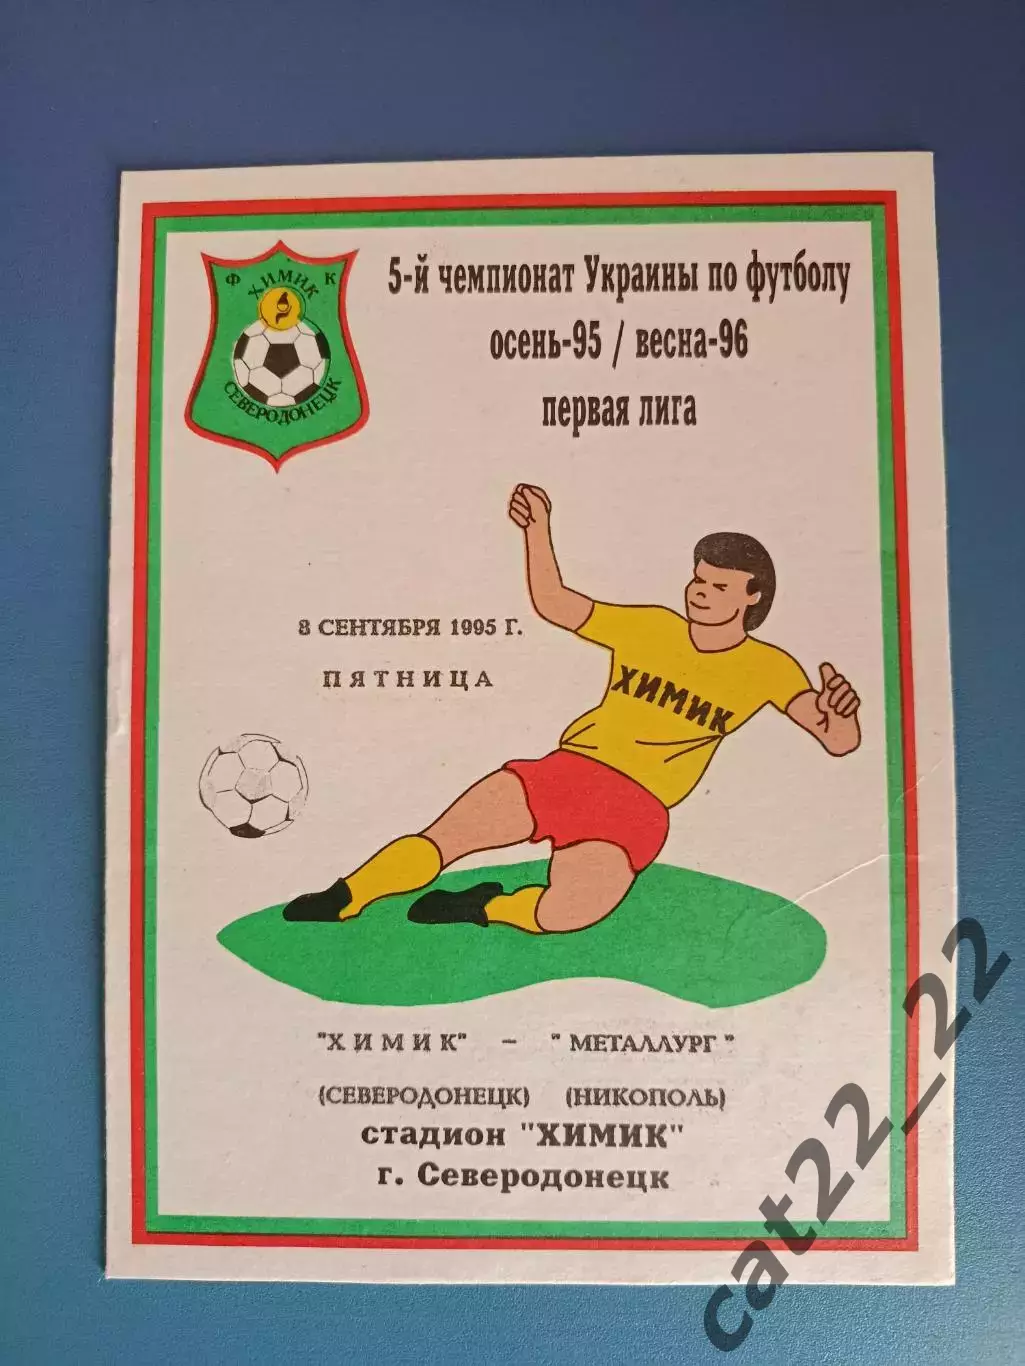 Ф ХИМИК К
СЕВЕРОДОНЕЦК
5-й чемпионат Украины по футболу
осень-95 / весна-96
первая лига
8 СЕНТЯБРЯ 1995 Г.
ПЯТНИЦА
ХИМИК
"ХИМИК" - "МЕТАЛЛУРГ"
(СЕВЕРОДОНЕЦК) (НИКОПОЛЬ)
стадион "ХИМИК"
г. Северодонецк
cat22_22